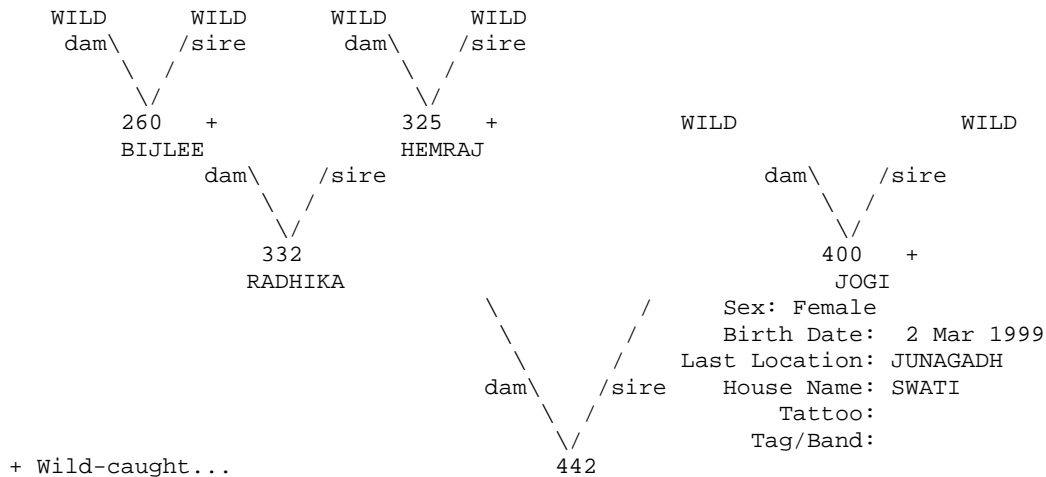 WILD WILD WILD WILD
dam\ /sire dam\ /sire
\ / \ /
\/ \/
260 + 325 + WILD WILD
BIJLEE HEMRAJ
dam\ /sire dam\ /sire
\ / \ /
\/ \/
332 400 +
RADHIKA JOGI
\ / Sex: Female
\ / Birth Date: 2 Mar 1999
\ / Last Location: JUNAGADH
dam\ /sire House Name: SWATI
\ / Tattoo:
\/ Tag/Band:
+ Wild-caught... 442